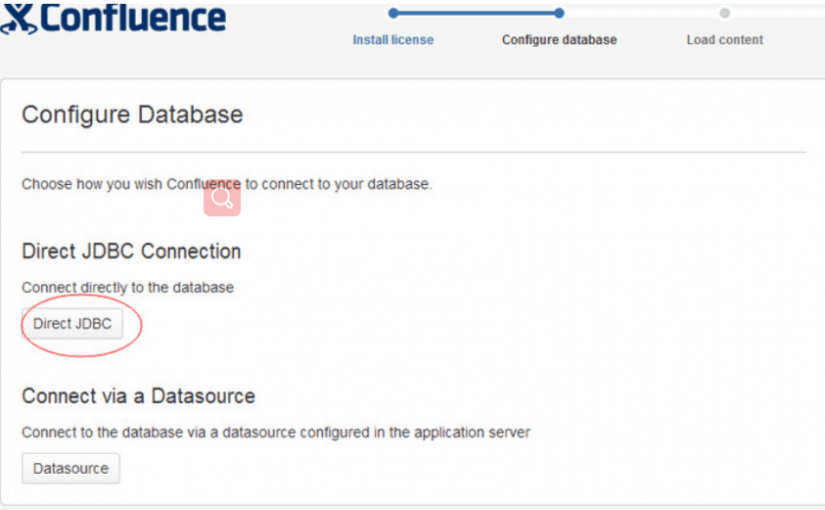 Confluence
Install license
Configure database
Load content
Configure Database
Choose how you wish Confluence to connect to your database.
Direct JDBC Connection
Connect directly to the database
Direct JDBC
Connect via a Datasource
Connect to the database via a datasource configured in the application server
Datasource